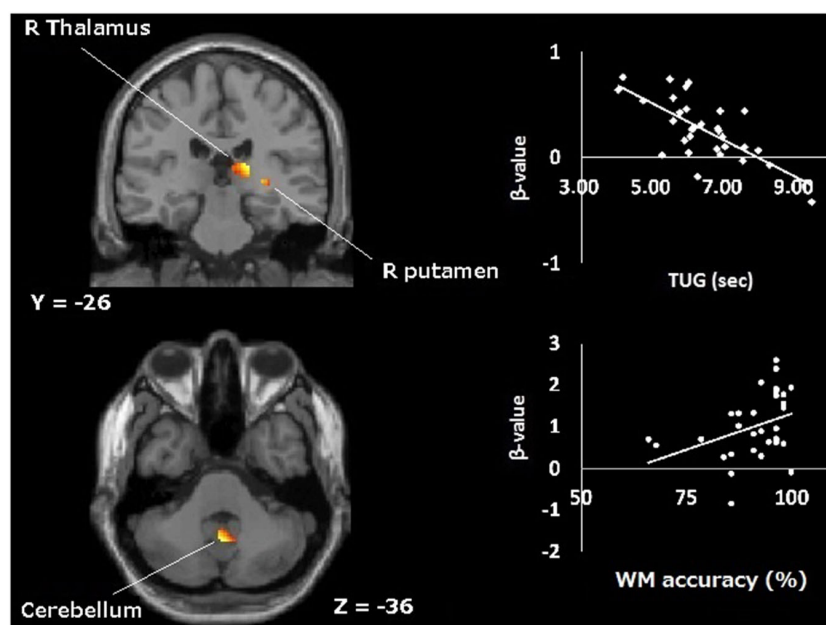 R Thalamus
R putamen
Y = -26
1
0
-1
β-value
3.00 5.00 7.00 9.00
TUG (sec)
Cerebellum
Z = -36
3
2
1
0
-1
-2
β-value
50 75 100
WM accuracy (%)